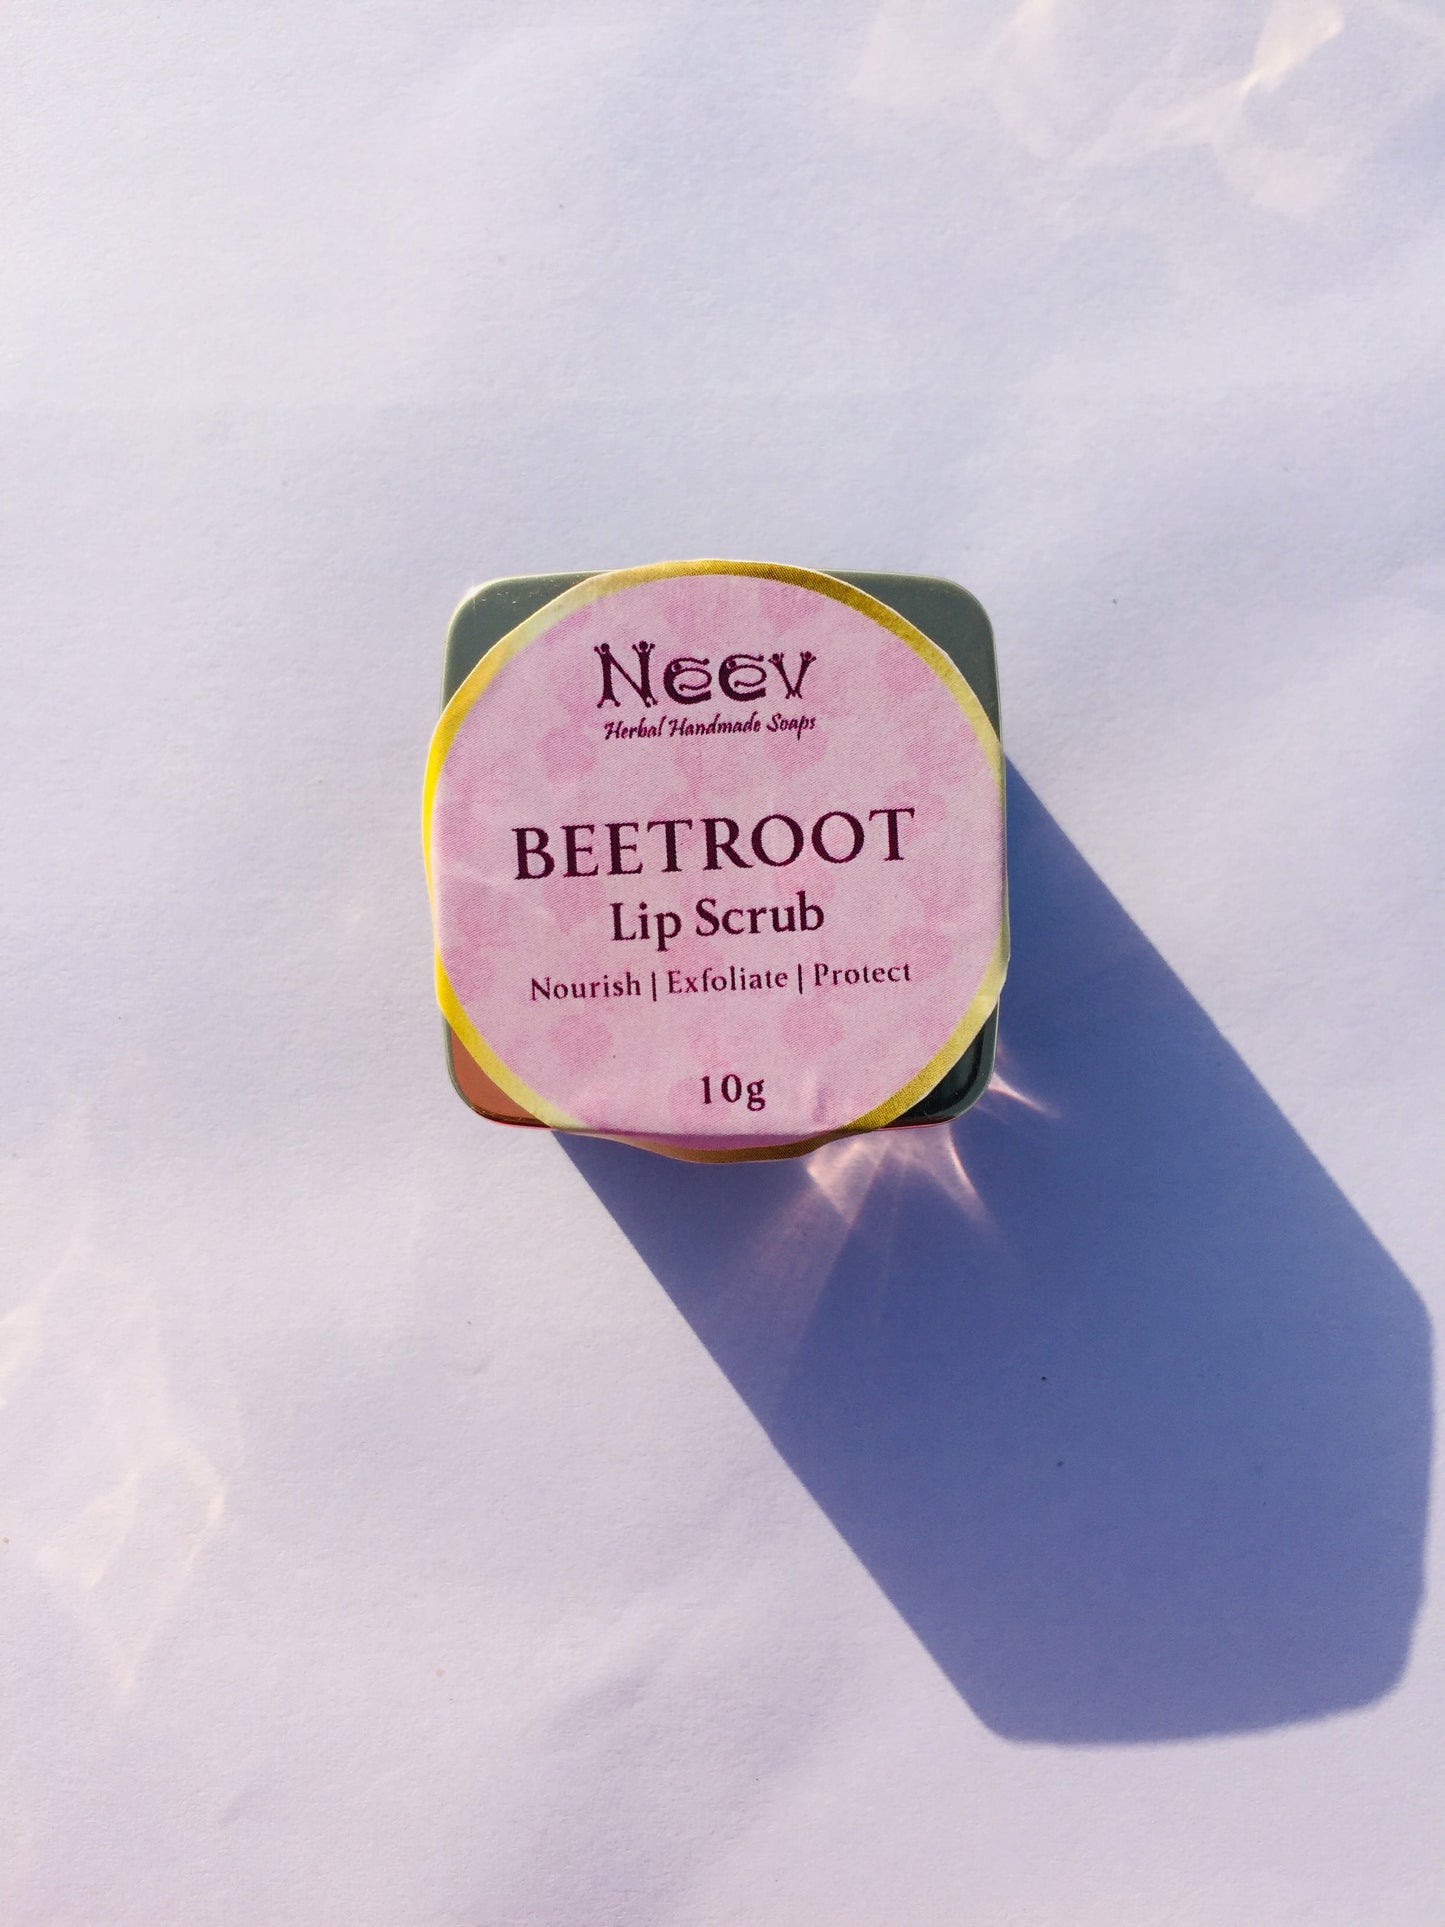 Neev
Herbal Handmade Soaps
BEETROOT
Lip Scrub
Nourish | Exfoliate | Protect
10g